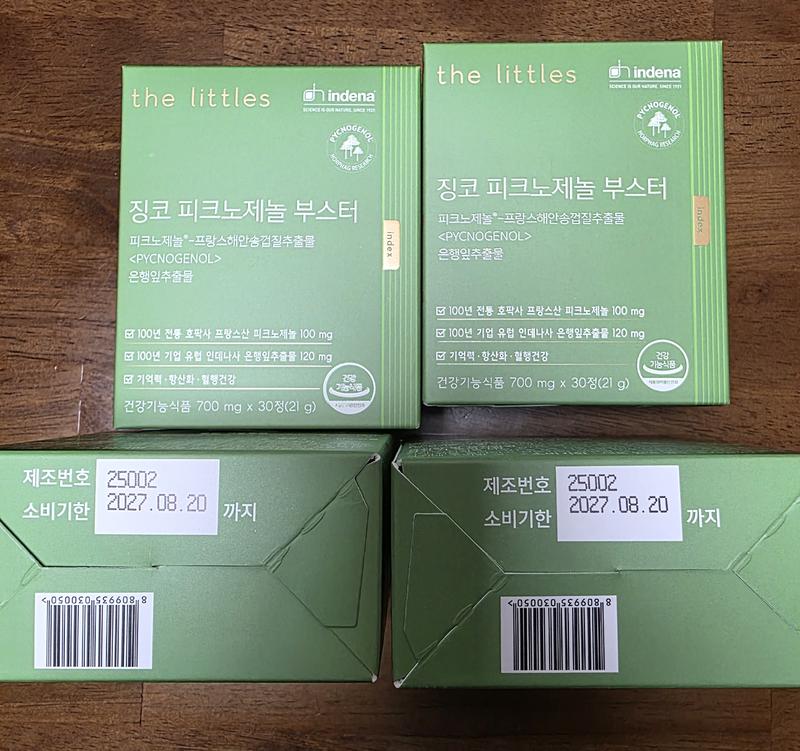 the littles
indena
SCIENCE IS OUR NATURE. SINCE 1921
PYCNOGENOL®
HORPHAG RESEARCH
징코 피크노제놀 부스터
피크노제놀®-프랑스해안송껍질추출물
<PYCNOGENOL>
은행잎추출물
index
100년 전통 호팍사 프랑스산 피크노제놀 100 mg
100년 기업 유럽 인데나사 은행잎추출물 120 mg
기억력·항산화·혈행건강
건강
기능식품
건강기능식품 700 mg x 30정(21 g)
the littles
indena
SCIENCE IS OUR NATURE. SINCE 1921
PYCNOGENOL®
HORPHAG RESEARCH
징코 피크노제놀 부스터
피크노제놀®-프랑스해안송껍질추출물
<PYCNOGENOL>
은행잎추출물
index
100년 전통 호팍사 프랑스산 피크노제놀 100 mg
100년 기업 유럽 인데나사 은행잎추출물 120 mg
기억력·항산화·혈행건강
건강
기능식품
식품의약품안전처
건강기능식품 700 mg x 30정(21 g)
제조번호 25002
소비기한 2027.08.20 까지
8 809935 030050 >
제조번호 25002
소비기한 2027.08.20 까지
8 809935 030050 >